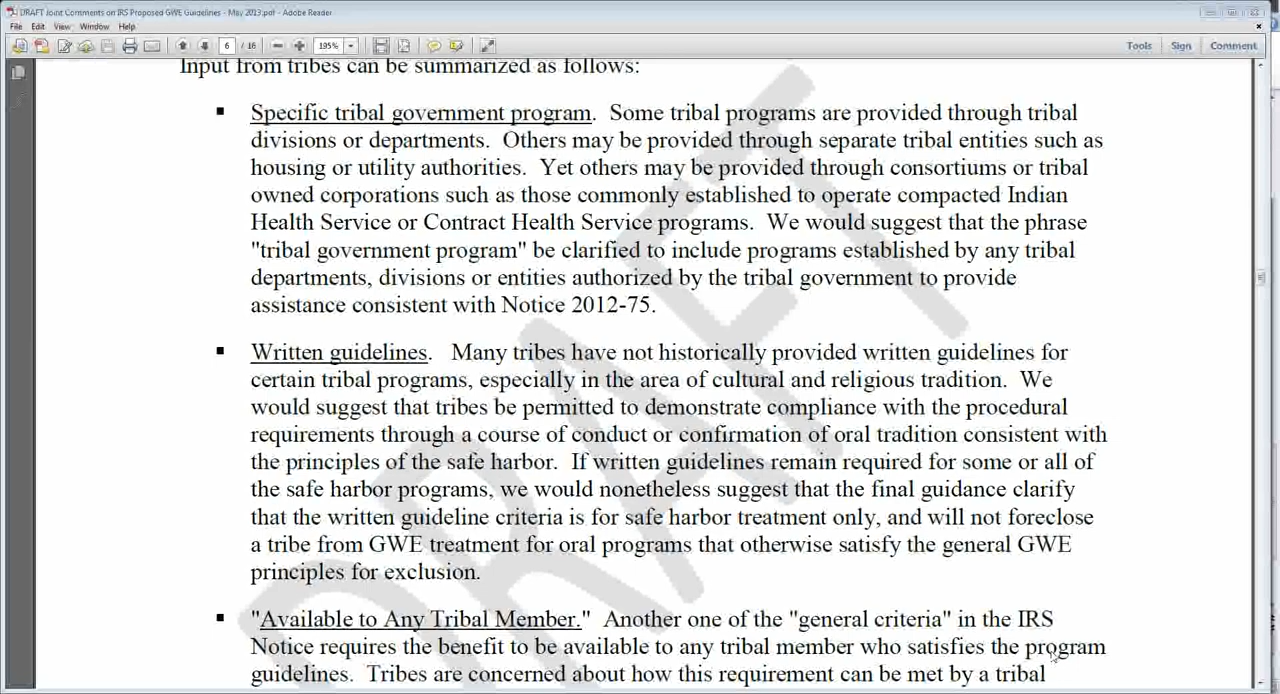 DRAFT Joint Comments on IRS Proposed GWE Guidelines - May 2013.pdf - Adobe Reader
File Edit View Window Help
6 / 16 195% Tools Sign Comment
Input from tribes can be summarized as follows:
▪ Specific tribal government program. Some tribal programs are provided through tribal
divisions or departments. Others may be provided through separate tribal entities such as
housing or utility authorities. Yet others may be provided through consortiums or tribal
owned corporations such as those commonly established to operate compacted Indian
Health Service or Contract Health Service programs. We would suggest that the phrase
"tribal government program" be clarified to include programs established by any tribal
departments, divisions or entities authorized by the tribal government to provide
assistance consistent with Notice 2012-75.
▪ Written guidelines. Many tribes have not historically provided written guidelines for
certain tribal programs, especially in the area of cultural and religious tradition. We
would suggest that tribes be permitted to demonstrate compliance with the procedural
requirements through a course of conduct or confirmation of oral tradition consistent with
the principles of the safe harbor. If written guidelines remain required for some or all of
the safe harbor programs, we would nonetheless suggest that the final guidance clarify
that the written guideline criteria is for safe harbor treatment only, and will not foreclose
a tribe from GWE treatment for oral programs that otherwise satisfy the general GWE
principles for exclusion.
▪ "Available to Any Tribal Member." Another one of the "general criteria" in the IRS
Notice requires the benefit to be available to any tribal member who satisfies the program
guidelines. Tribes are concerned about how this requirement can be met by a tribal
DRAFT